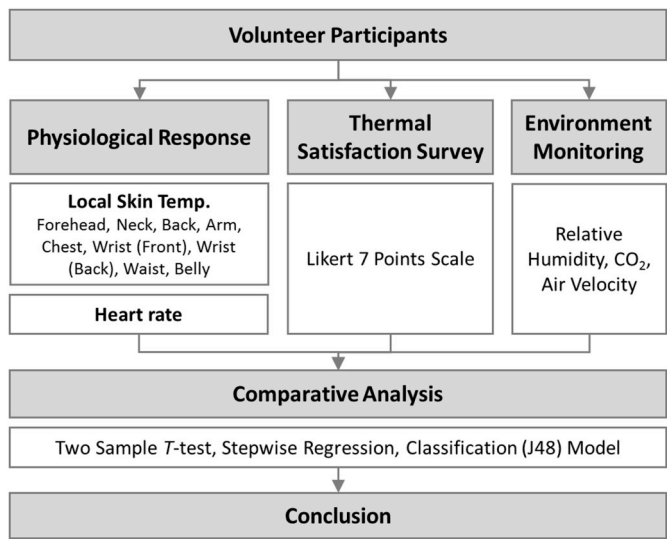 Volunteer Participants
Physiological Response
Thermal
Satisfaction Survey
Environment
Monitoring
Local Skin Temp.
Forehead, Neck, Back, Arm,
Chest, Wrist (Front), Wrist
(Back), Waist, Belly
Heart rate
Likert 7 Points Scale
Relative
Humidity, CO₂,
Air Velocity
Comparative Analysis
Two Sample T-test, Stepwise Regression, Classification (J48) Model
Conclusion